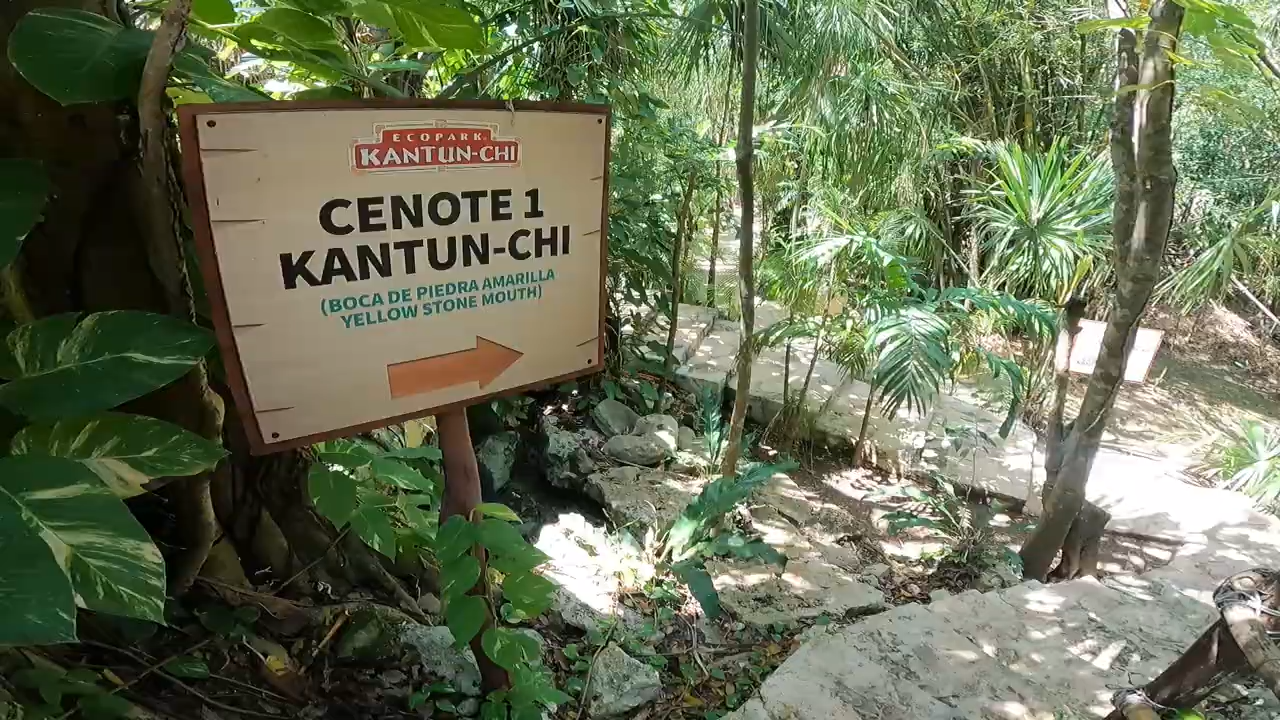 ECOPARK
KANTUN-CHI
CENOTE 1
KANTUN-CHI
(BOCA DE PIEDRA AMARILLA
YELLOW STONE MOUTH)